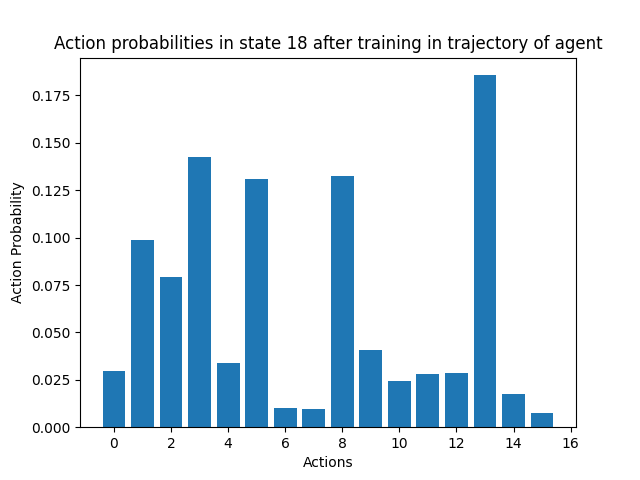 Action probabilities in state 18 after training in trajectory of agent
0.175
0.150
0.125
0.100
0.075
0.050
0.025
0.000
Action Probability
0 2 4 6 8 10 12 14 16
Actions